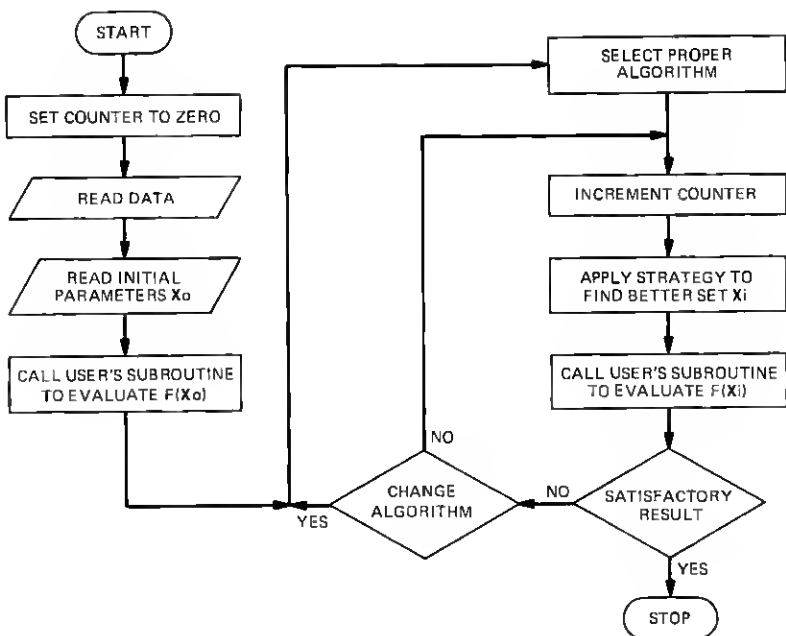 START
SET COUNTER TO ZERO
READ DATA
READ INITIAL
PARAMETERS Xo
CALL USER'S SUBROUTINE
TO EVALUATE F(Xo)
SELECT PROPER
ALGORITHM
INCREMENT COUNTER
APPLY STRATEGY TO
FIND BETTER SET Xi
CALL USER'S SUBROUTINE
TO EVALUATE F(Xi)
SATISFACTORY
RESULT
NO
YES
CHANGE
ALGORITHM
NO
YES
STOP